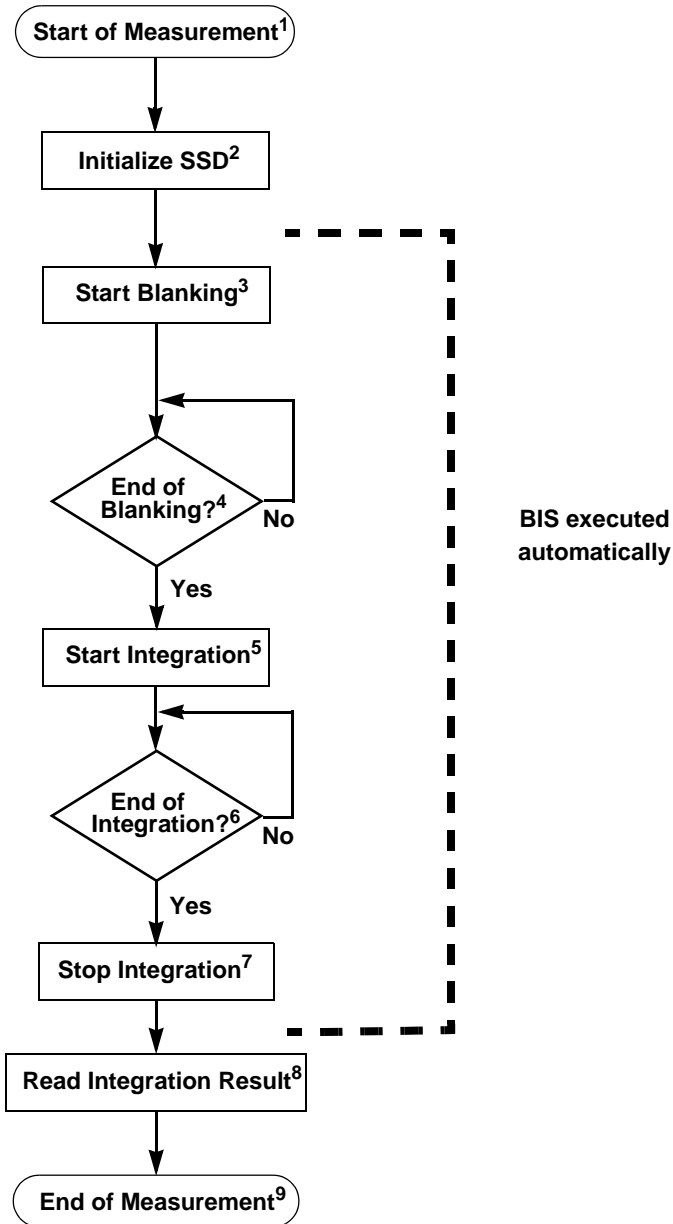 Start of Measurement1
Initialize SSD2
Start Blanking3
End of
Blanking?4
No
Yes
Start Integration5
End of
Integration?6
No
Yes
Stop Integration7
Read Integration Result8
End of Measurement9
BIS executed
automatically